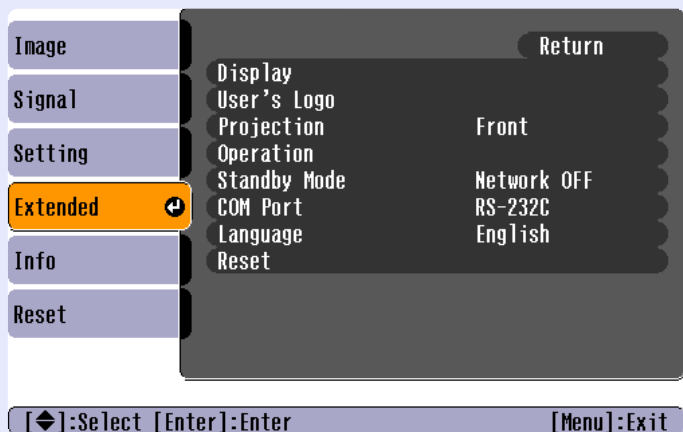 Image
Signal
Setting
Extended
Info
Reset
Return
Display
User's Logo
Projection Front
Operation
Standby Mode Network OFF
COM Port RS-232C
Language English
Reset
[◆]:Select [Enter]:Enter [Menu]:Exit